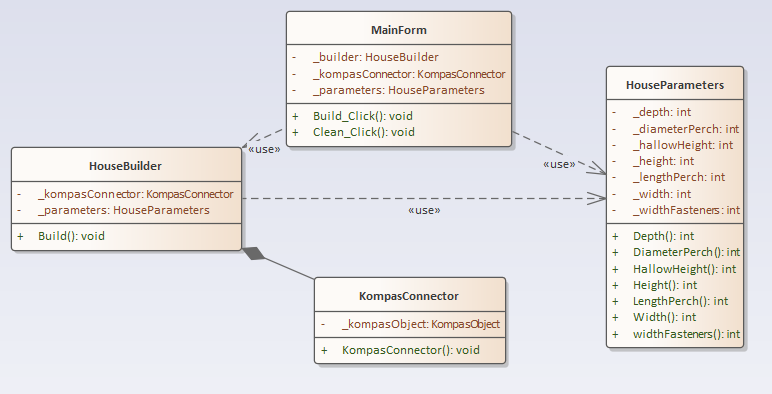 MainForm
- _builder: HouseBuilder
- _kompasConnector: KompasConnector
- _parameters: HouseParameters
+ Build_Click(): void
+ Clean_Click(): void
«use»
«use»
HouseBuilder
- _kompasConnector: KompasConnector
- _parameters: HouseParameters
+ Build(): void
«use»
KompasConnector
- _kompasObject: KompasObject
+ KompasConnector(): void
HouseParameters
- _depth: int
- _diameterPerch: int
- _hallowHeight: int
- _height: int
- _lengthPerch: int
- _width: int
- _widthFasteners: int
+ Depth(): int
+ DiameterPerch(): int
+ HallowHeight(): int
+ Height(): int
+ LengthPerch(): int
+ Width(): int
+ widthFasteners(): int